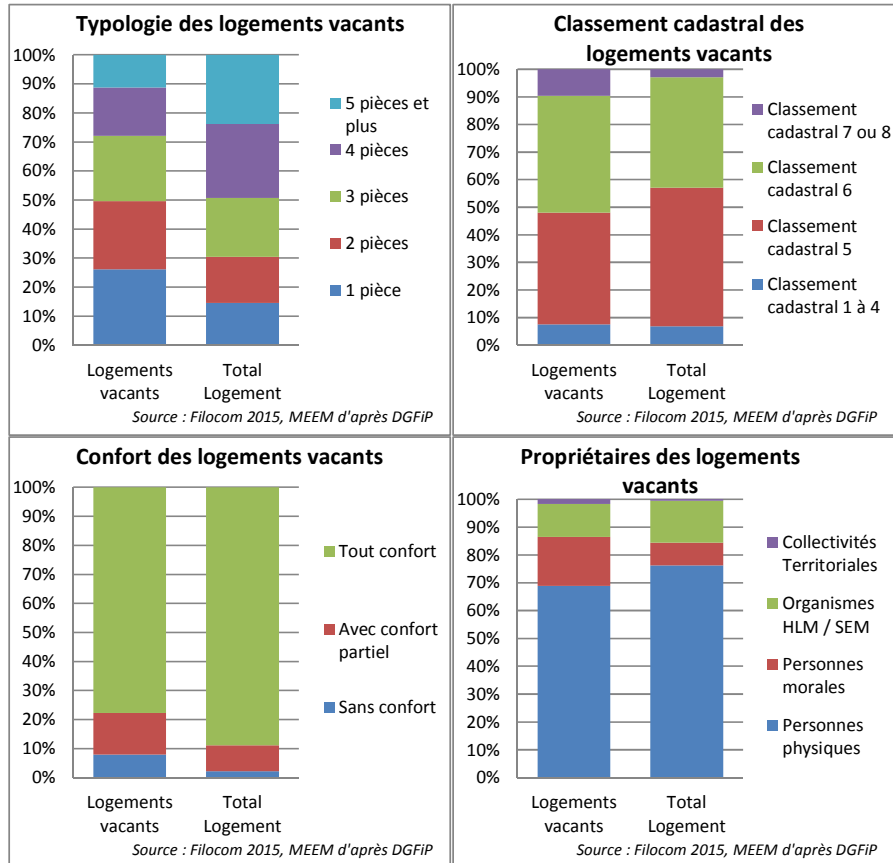 Typologie des logements vacants
100%
90%
80%
70%
60%
50%
40%
30%
20%
10%
0%
5 pièces et
plus
4 pièces
3 pièces
2 pièces
1 pièce
Logements
vacants
Total
Logement
Source : Filocom 2015, MEEM d'après DGFiP
Classement cadastral des
logements vacants
100%
90%
80%
70%
60%
50%
40%
30%
20%
10%
0%
Classement
cadastral 7 ou 8
Classement
cadastral 6
Classement
cadastral 5
Classement
cadastral 1 à 4
Logements
vacants
Total
Logement
Source : Filocom 2015, MEEM d'après DGFiP
Confort des logements vacants
100%
90%
80%
70%
60%
50%
40%
30%
20%
10%
0%
Tout confort
Avec confort
partiel
Sans confort
Logements
vacants
Total
Logement
Source : Filocom 2015, MEEM d'après DGFiP
Propriétaires des logements
vacants
100%
90%
80%
70%
60%
50%
40%
30%
20%
10%
0%
Collectivités
Territoriales
Organismes
HLM / SEM
Personnes
morales
Personnes
physiques
Logements
vacants
Total
Logement
Source : Filocom 2015, MEEM d'après DGFiP